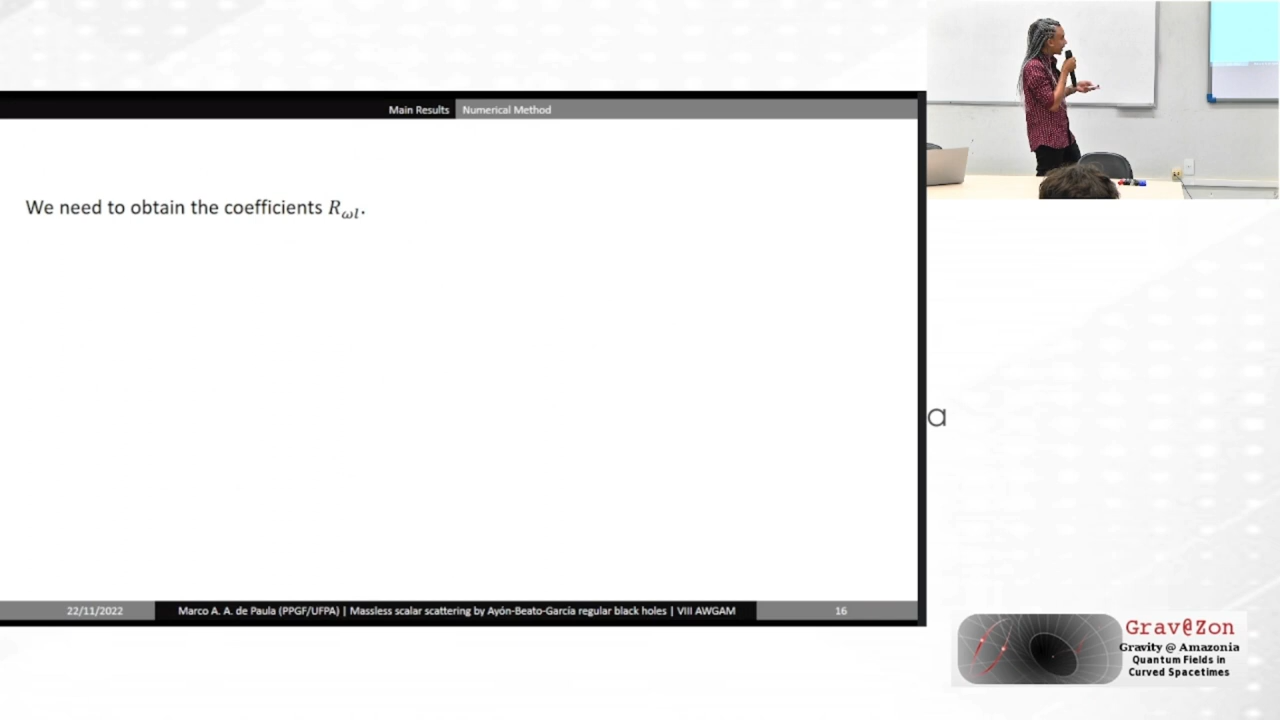 Main Results Numerical Method
We need to obtain the coefficients $R_{\omega l}$.
a
22/11/2022 Marco A. A. de Paula (PPGF/UFPA) | Massless scalar scattering by Ayón-Beato-García regular black holes | VIII AWGAM 16
Grav@Zon
Gravity @ Amazonia
Quantum Fields in
Curved Spacetimes